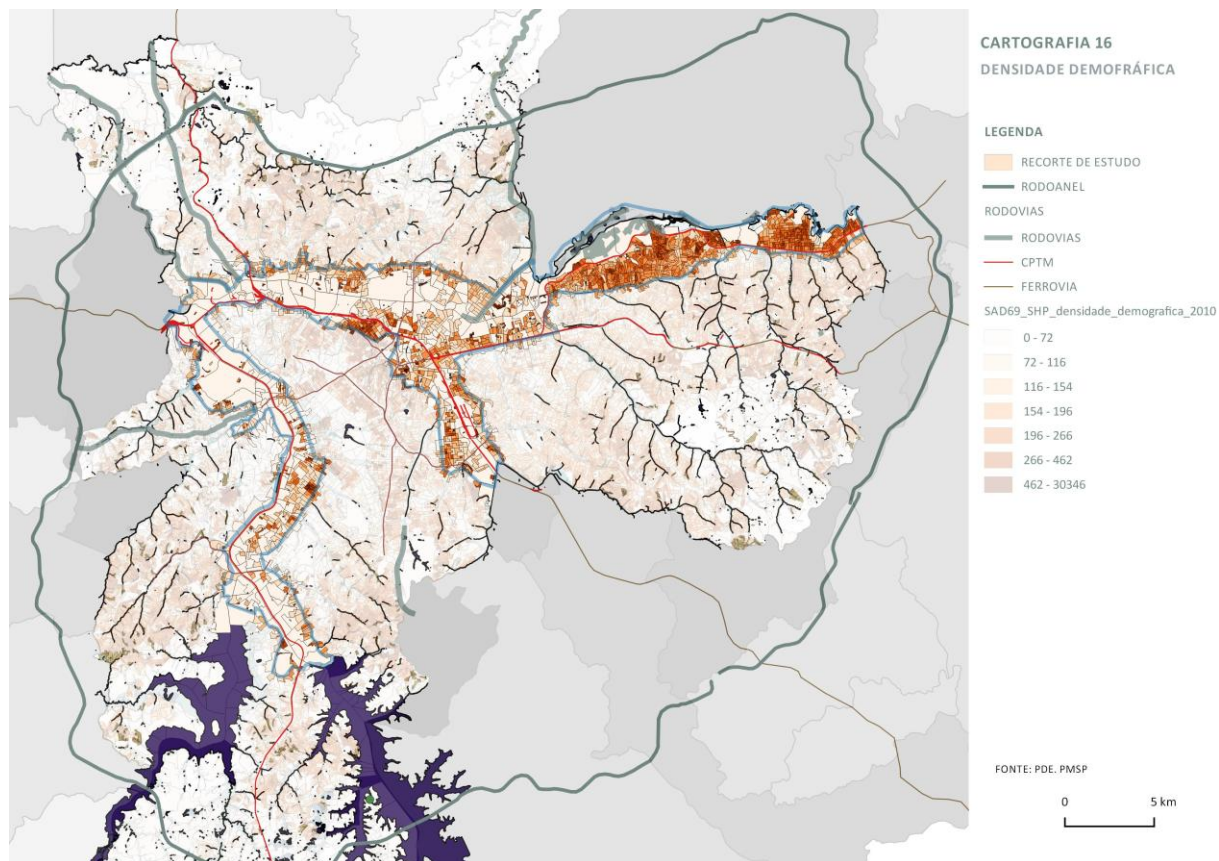 CARTOGRAFIA 16
DENSIDADE DEMOFRÁFICA
LEGENDA
RECORTE DE ESTUDO
RODOANEL
RODOVIAS
RODOVIAS
CPTM
FERROVIA
SAD69_SHP_densidade_demografica_2010
0 - 72
72 - 116
116 - 154
154 - 196
196 - 266
266 - 462
462 - 30346
FONTE: PDE. PMSP
0 5 km